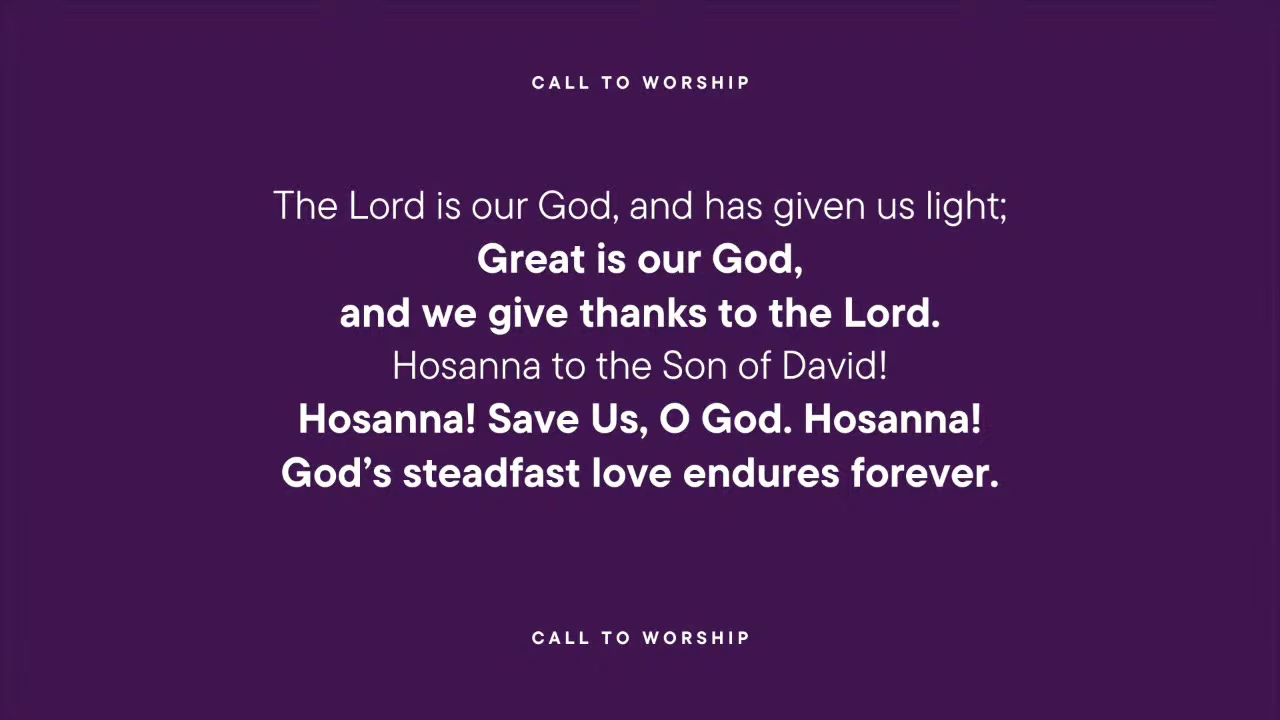 CALL TO WORSHIP
The Lord is our God, and has given us light;
Great is our God,
and we give thanks to the Lord.
Hosanna to the Son of David!
Hosanna! Save Us, O God. Hosanna!
God’s steadfast love endures forever.
CALL TO WORSHIP